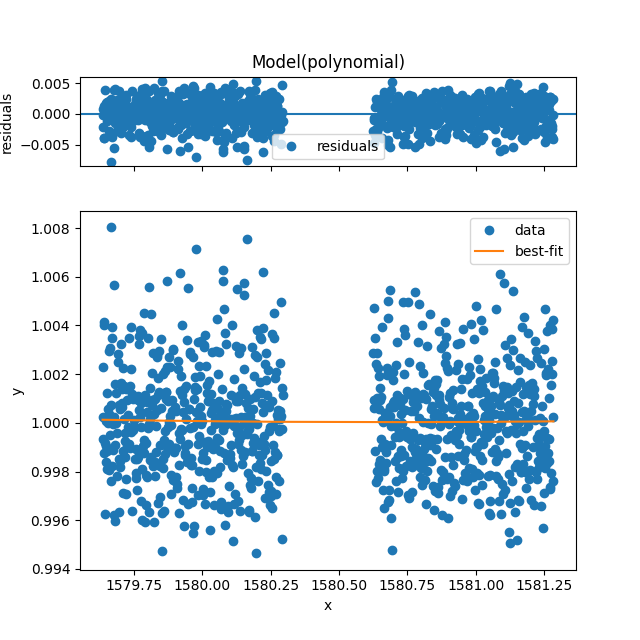 Model(polynomial)
0.005
0.000
−0.005
residuals
residuals
1.008
1.006
1.004
1.002
1.000
0.998
0.996
0.994
y
data
best-fit
1579.75 1580.00 1580.25 1580.50 1580.75 1581.00 1581.25
x